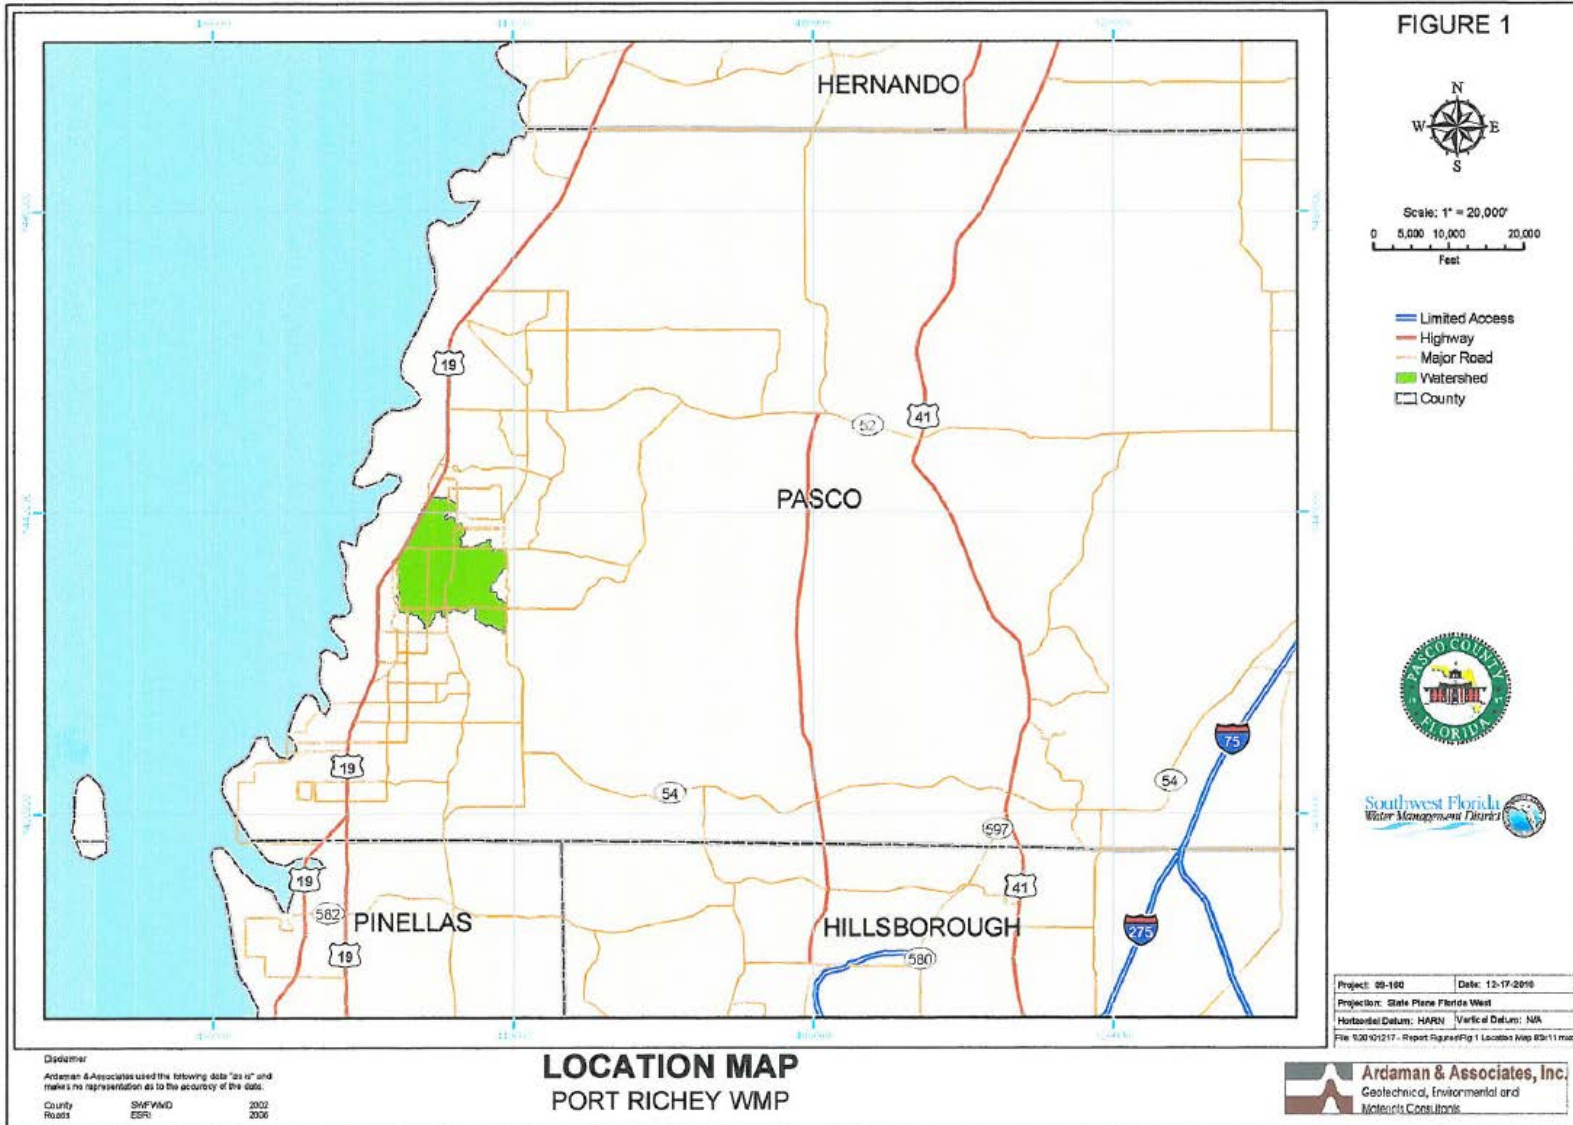 FIGURE 1
HERNANDO
N
W E
S
Scale: 1" = 20,000'
0 5,000 10,000 20,000
Feet
Limited Access
Highway
Major Road
Watershed
County
19
41
52
PASCO
PASCO COUNTY
FLORIDA
75
19
54
54
Southwest Florida
Water Management District
597
19
41
582
PINELLAS
HILLSBOROUGH
275
19
580
Project: 09-160 Date: 12-17-2010
Projection: State Plane Florida West
Horizontal Datum: HARN Vertical Datum: N/A
LOCATION MAP
PORT RICHEY WMP
Disclaimer
Ardaman & Associates used the following data "as is" and
makes no representation as to the accuracy of the data.
County SWFWMD 2002
Roads ESRI 2006
Ardaman & Associates, Inc.
Geotechnical, Environmental and
Materials Consultants